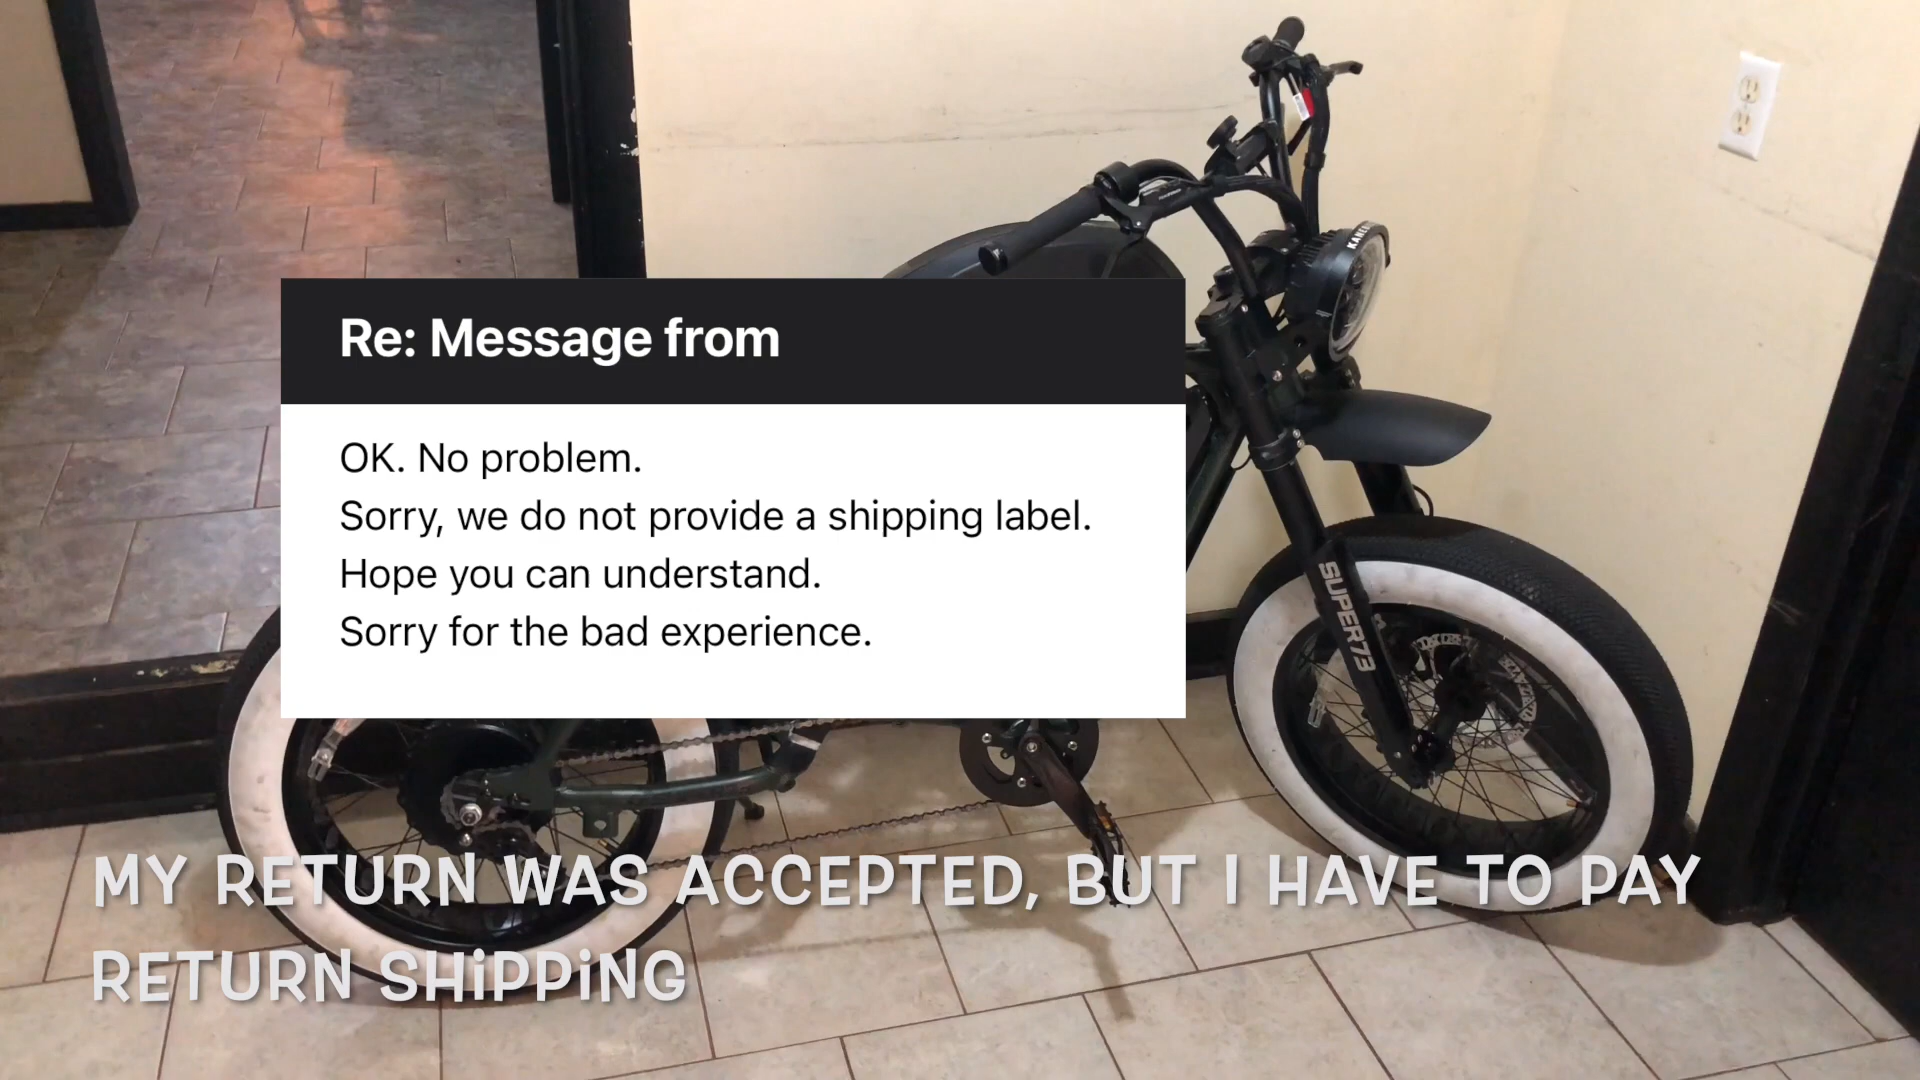 KANE
Re: Message from
OK. No problem.
Sorry, we do not provide a shipping label.
Hope you can understand.
Sorry for the bad experience.
SUPER73
MY RETURN WAS ACCEPTED, BUT I HAVE TO PAY
RETURN SHiPPiNG